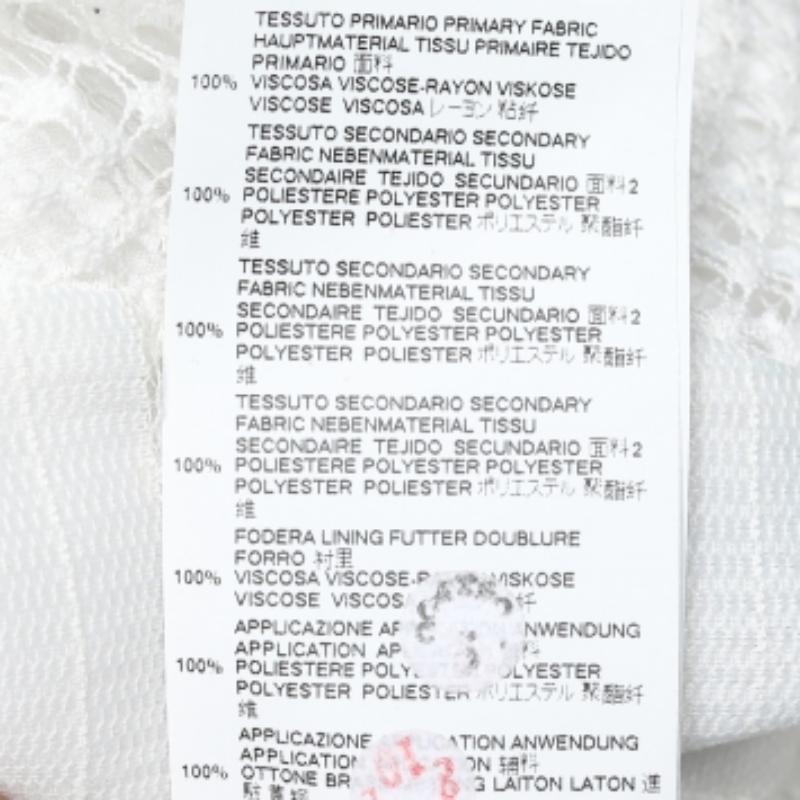 TESSUTO PRIMARIO PRIMARY FABRIC
HAUPTMATERIAL TISSU PRIMAIRE TEJIDO
PRIMARIO 面料
100% VISCOSA VISCOSE-RAYON VISKOSE
VISCOSE VISCOSA レーヨン 粘纤
TESSUTO SECONDARIO SECONDARY
FABRIC NEBENMATERIAL TISSU
SECONDAIRE TEJIDO SECUNDARIO 面料2
100% POLIESTERE POLYESTER POLYESTER
POLYESTER POLIESTER ポリエステル 聚酯纤
维
TESSUTO SECONDARIO SECONDARY
FABRIC NEBENMATERIAL TISSU
SECONDAIRE TEJIDO SECUNDARIO 面料2
100% POLIESTERE POLYESTER POLYESTER
POLYESTER POLIESTER ポリエステル 聚酯纤
维
TESSUTO SECONDARIO SECONDARY
FABRIC NEBENMATERIAL TISSU
SECONDAIRE TEJIDO SECUNDARIO 面料2
100% POLIESTERE POLYESTER POLYESTER
POLYESTER POLIESTER ポリエステル 聚酯纤
维
FODERA LINING FUTTER DOUBLURE
FORRO 衬里
100% VISCOSA VISKOSE
VISCOSE VISCOSA
APPLICAZIONE ANWENDUNG
APPLICATION
100% POLIESTERE POLYESTER POLYESTER
POLYESTER POLIESTER ポリエステル 聚酯纤
维
APPLICAZIONE ANWENDUNG
APPLICATION 辅料
100% OTTONE LAITON LATON